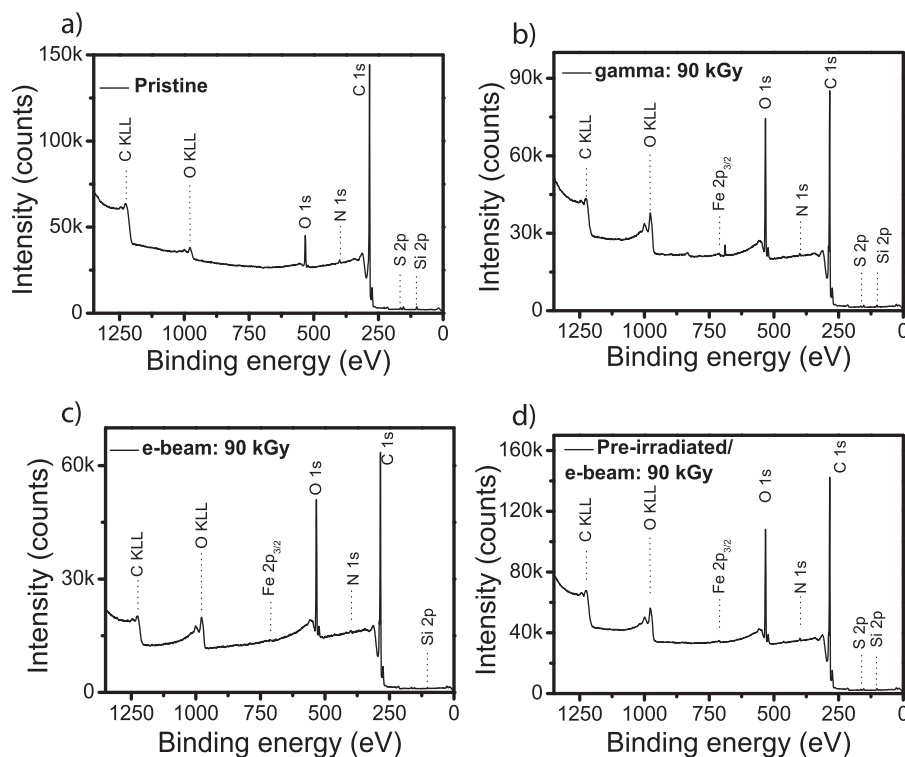 a)
Pristine
Intensity (counts)
150k
100k
50k
0
C KLL
O KLL
O 1s
N 1s
C 1s
S 2p
Si 2p
1250 1000 750 500 250 0
Binding energy (eV)
b)
gamma: 90 kGy
Intensity (counts)
90k
60k
30k
0
C KLL
O KLL
Fe 2p3/2
O 1s
N 1s
C 1s
S 2p
Si 2p
1250 1000 750 500 250 0
Binding energy (eV)
c)
e-beam: 90 kGy
Intensity (counts)
60k
30k
0
C KLL
O KLL
Fe 2p3/2
O 1s
N 1s
C 1s
Si 2p
1250 1000 750 500 250 0
Binding energy (eV)
d)
Pre-irradiated/
e-beam: 90 kGy
Intensity (counts)
160k
120k
80k
40k
0
C KLL
O KLL
Fe 2p3/2
O 1s
N 1s
C 1s
S 2p
Si 2p
1250 1000 750 500 250 0
Binding energy (eV)